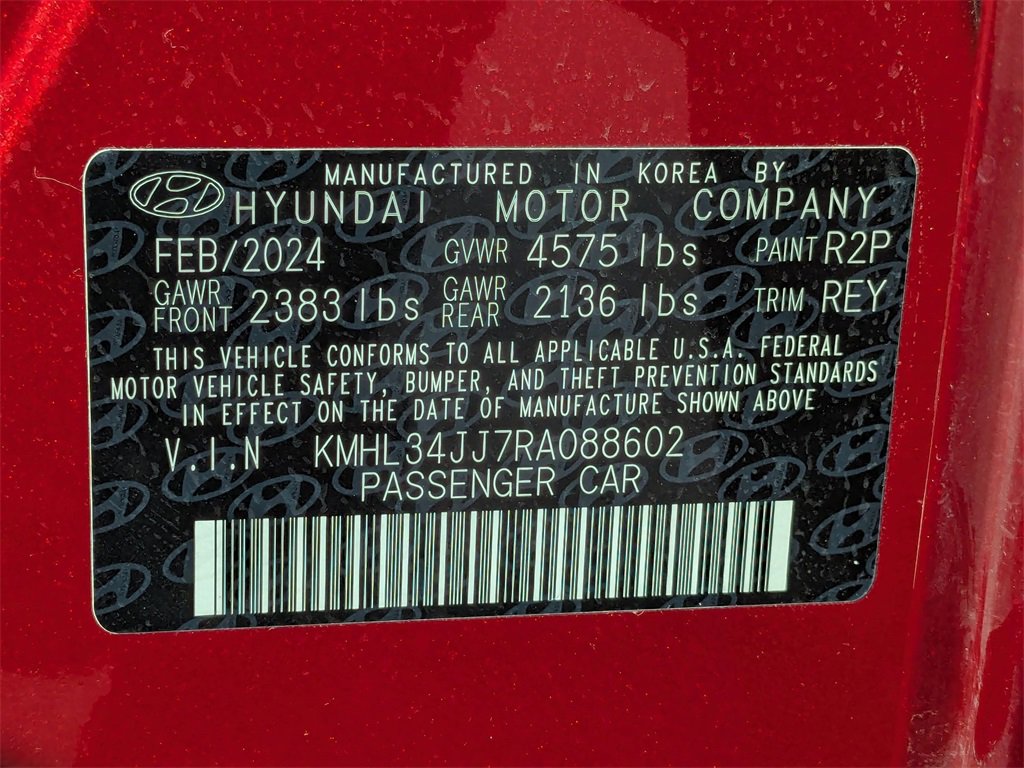 MANUFACTURED IN KOREA BY
HYUNDAI MOTOR COMPANY
FEB/2024 GVWR 4575 lbs PAINT R2P
GAWR FRONT 2383 lbs GAWR REAR 2136 lbs TRIM REY
THIS VEHICLE CONFORMS TO ALL APPLICABLE U.S.A. FEDERAL
MOTOR VEHICLE SAFETY, BUMPER, AND THEFT PREVENTION STANDARDS
IN EFFECT ON THE DATE OF MANUFACTURE SHOWN ABOVE
V.I.N KMHL34JJ7RA088602
PASSENGER CAR